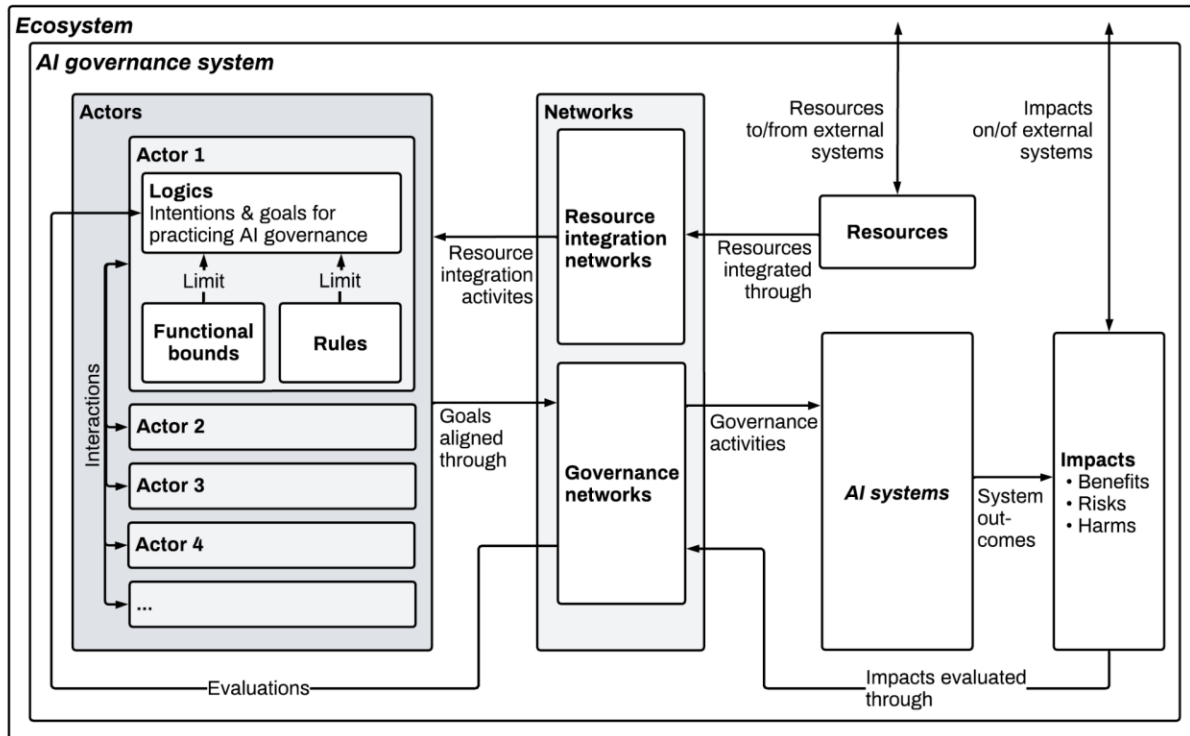 Ecosystem
AI governance system
Actors
Actor 1
Logics
Intentions & goals for
practicing AI governance
Limit
Limit
Functional
bounds
Rules
Interactions
Actor 2
Actor 3
Actor 4
...
Resource
integration
activites
Goals
aligned
through
Evaluations
Networks
Resource
integration
networks
Governance
networks
Resources
integrated
through
Governance
activities
Resources
to/from external
systems
Resources
AI systems
System
out-
comes
Impacts
on/of external
systems
Impacts
• Benefits
• Risks
• Harms
Impacts evaluated
through